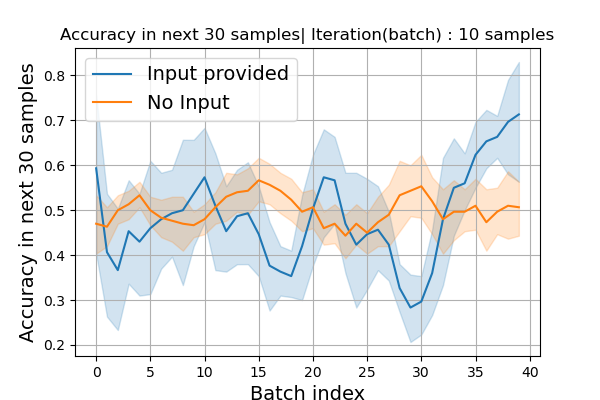 Accuracy in next 30 samples| Iteration(batch) : 10 samples
Input provided
No Input
Accuracy in next 30 samples
0.8
0.7
0.6
0.5
0.4
0.3
0.2
0 5 10 15 20 25 30 35 40
Batch index